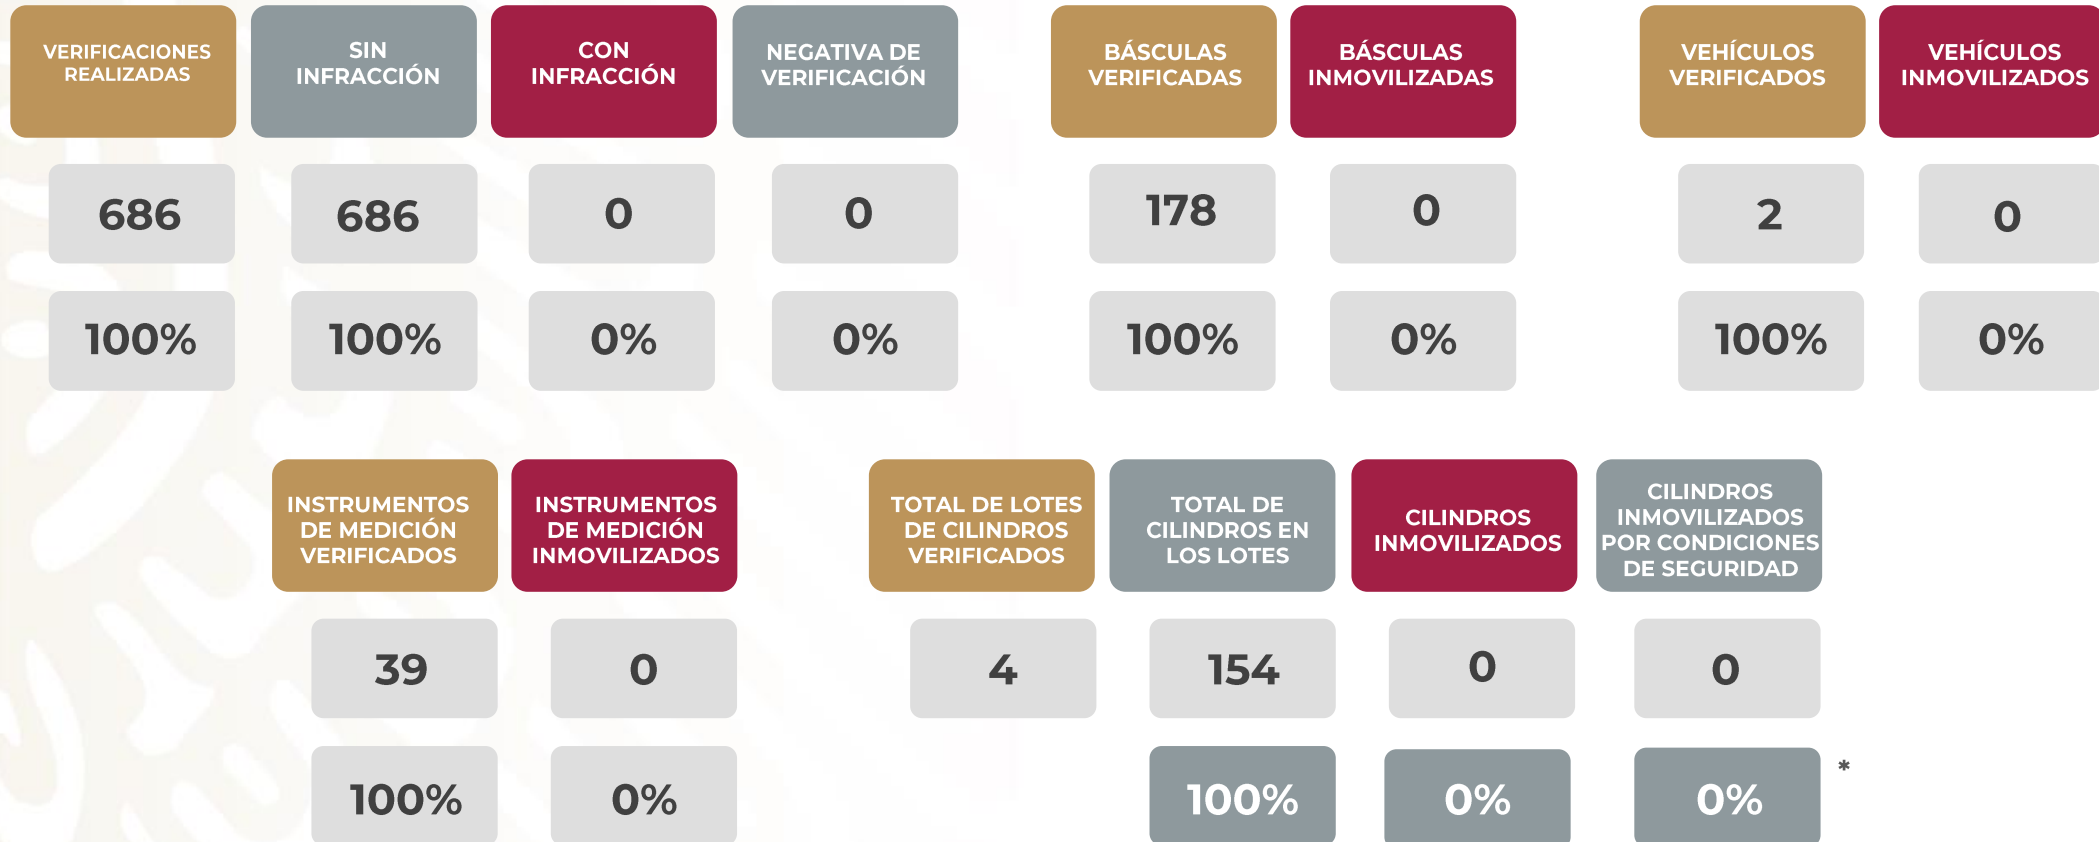 VERIFICACIONES
REALIZADAS
SIN
INFRACCIÓN
CON
INFRACCIÓN
NEGATIVA DE
VERIFICACIÓN
BÁSCULAS
VERIFICADAS
BÁSCULAS
INMOVILIZADAS
VEHÍCULOS
VERIFICADOS
VEHÍCULOS
INMOVILIZADOS
686
686
0
0
178
0
2
0
100%
100%
0%
0%
100%
0%
100%
0%
INSTRUMENTOS
DE MEDICIÓN
VERIFICADOS
INSTRUMENTOS
DE MEDICIÓN
INMOVILIZADOS
TOTAL DE LOTES
DE CILINDROS
VERIFICADOS
TOTAL DE
CILINDROS EN
LOS LOTES
CILINDROS
INMOVILIZADOS
CILINDROS
INMOVILIZADOS
POR CONDICIONES
DE SEGURIDAD
39
0
4
154
0
0
100%
0%
100%
0%
0%
*